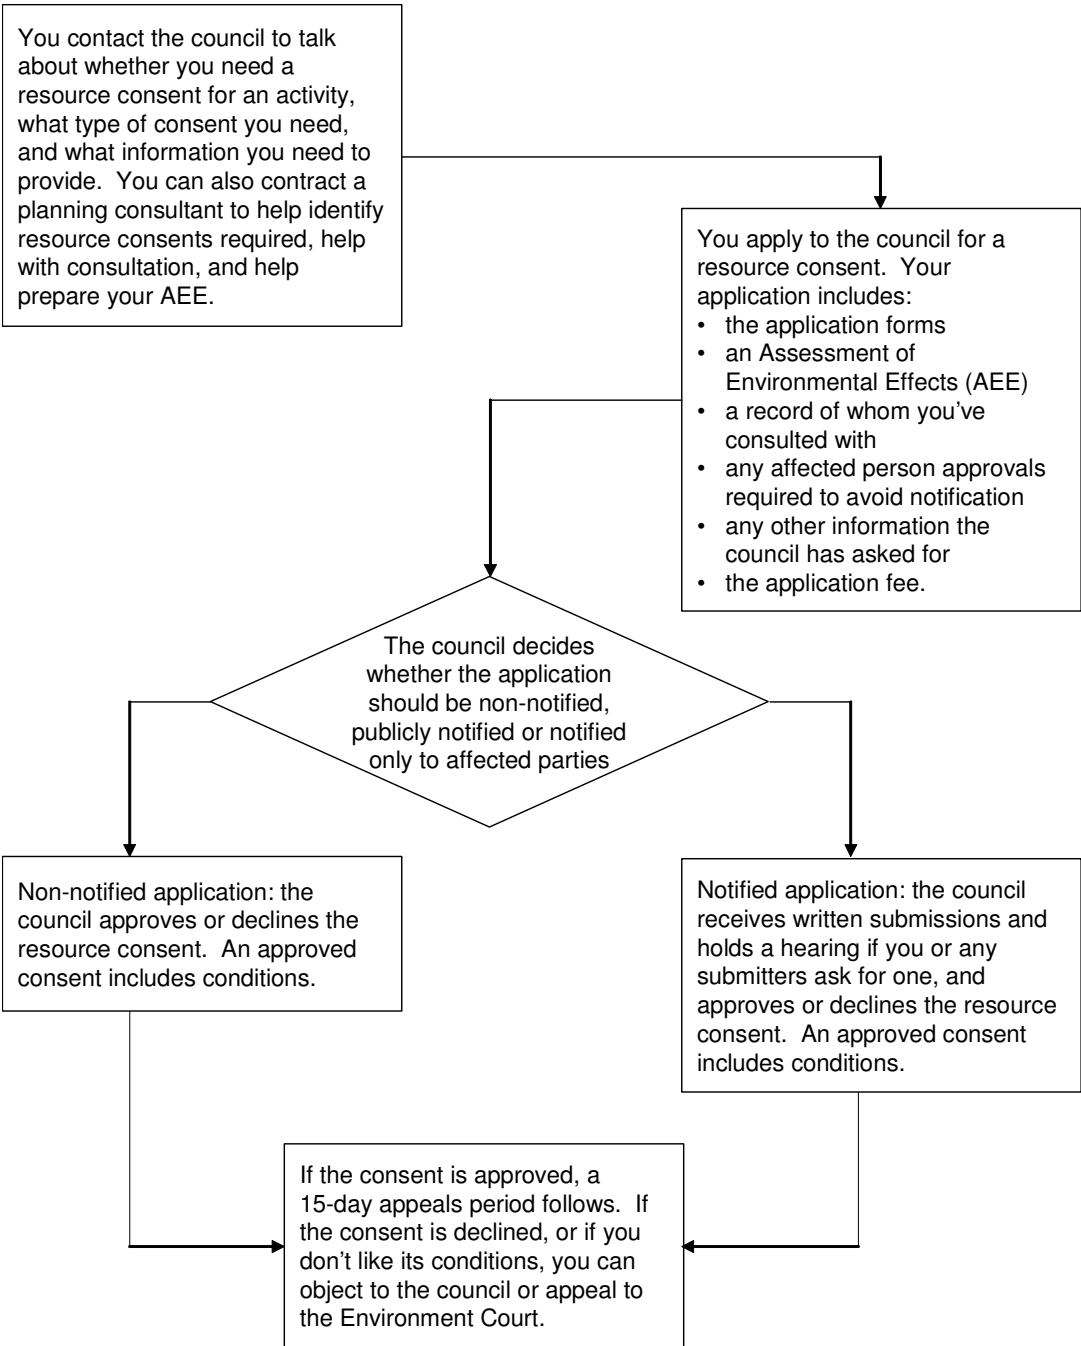 You contact the council to talk
about whether you need a
resource consent for an activity,
what type of consent you need,
and what information you need to
provide.  You can also contract a
planning consultant to help identify
resource consents required, help
with consultation, and help
prepare your AEE.
You apply to the council for a
resource consent.  Your
application includes:
• the application forms
• an Assessment of
Environmental Effects (AEE)
• a record of whom you’ve
consulted with
• any affected person approvals
required to avoid notification
• any other information the
council has asked for
• the application fee.
The council decides
whether the application
should be non-notified,
publicly notified or notified
only to affected parties
Non-notified application: the
council approves or declines the
resource consent.  An approved
consent includes conditions.
Notified application: the council
receives written submissions and
holds a hearing if you or any
submitters ask for one, and
approves or declines the resource
consent.  An approved consent
includes conditions.
If the consent is approved, a
15-day appeals period follows.  If
the consent is declined, or if you
don’t like its conditions, you can
object to the council or appeal to
the Environment Court.